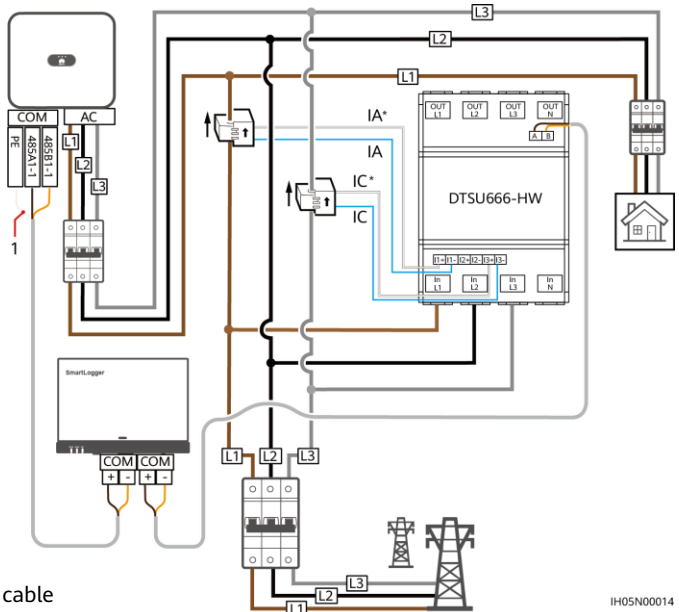 L3
L2
L1
COM
AC
PE
485A1-1
485B1-1
L1
L2
L3
1
IA*
IA
IC*
IC
OUT L1
OUT L2
OUT L3
OUT N
A B
DTSU666-HW
I1+ I1- I2+ I2- I3+ I3-
In L1
In L2
In L3
In N
SmartLogger
COM COM
+ - + -
L1
L2
L3
L3
L2
L1
cable
IH05N00014